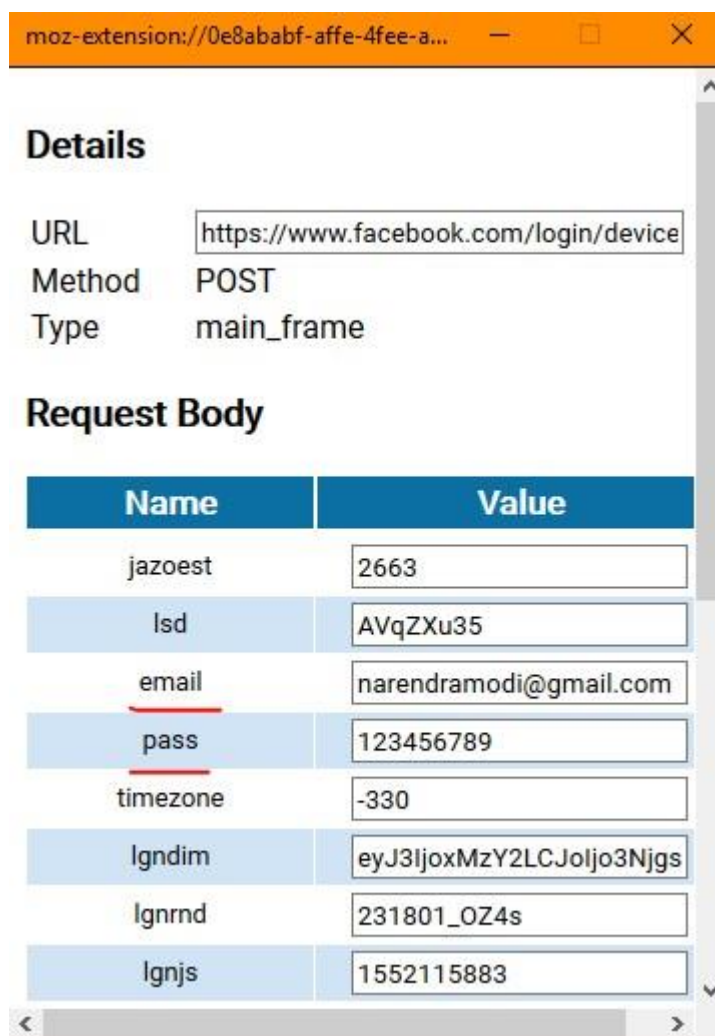 moz-extension://0e8ababf-affe-4fee-a...
Details
URL https://www.facebook.com/login/device
Method POST
Type main_frame
Request Body
Name Value
jazoest 2663
lsd AVqZXu35
email narendramodi@gmail.com
pass 123456789
timezone -330
lgndim eyJ3IjoxMzY2LCJoIjo3Njgs
lgnrnd 231801_OZ4s
lgnjs 1552115883